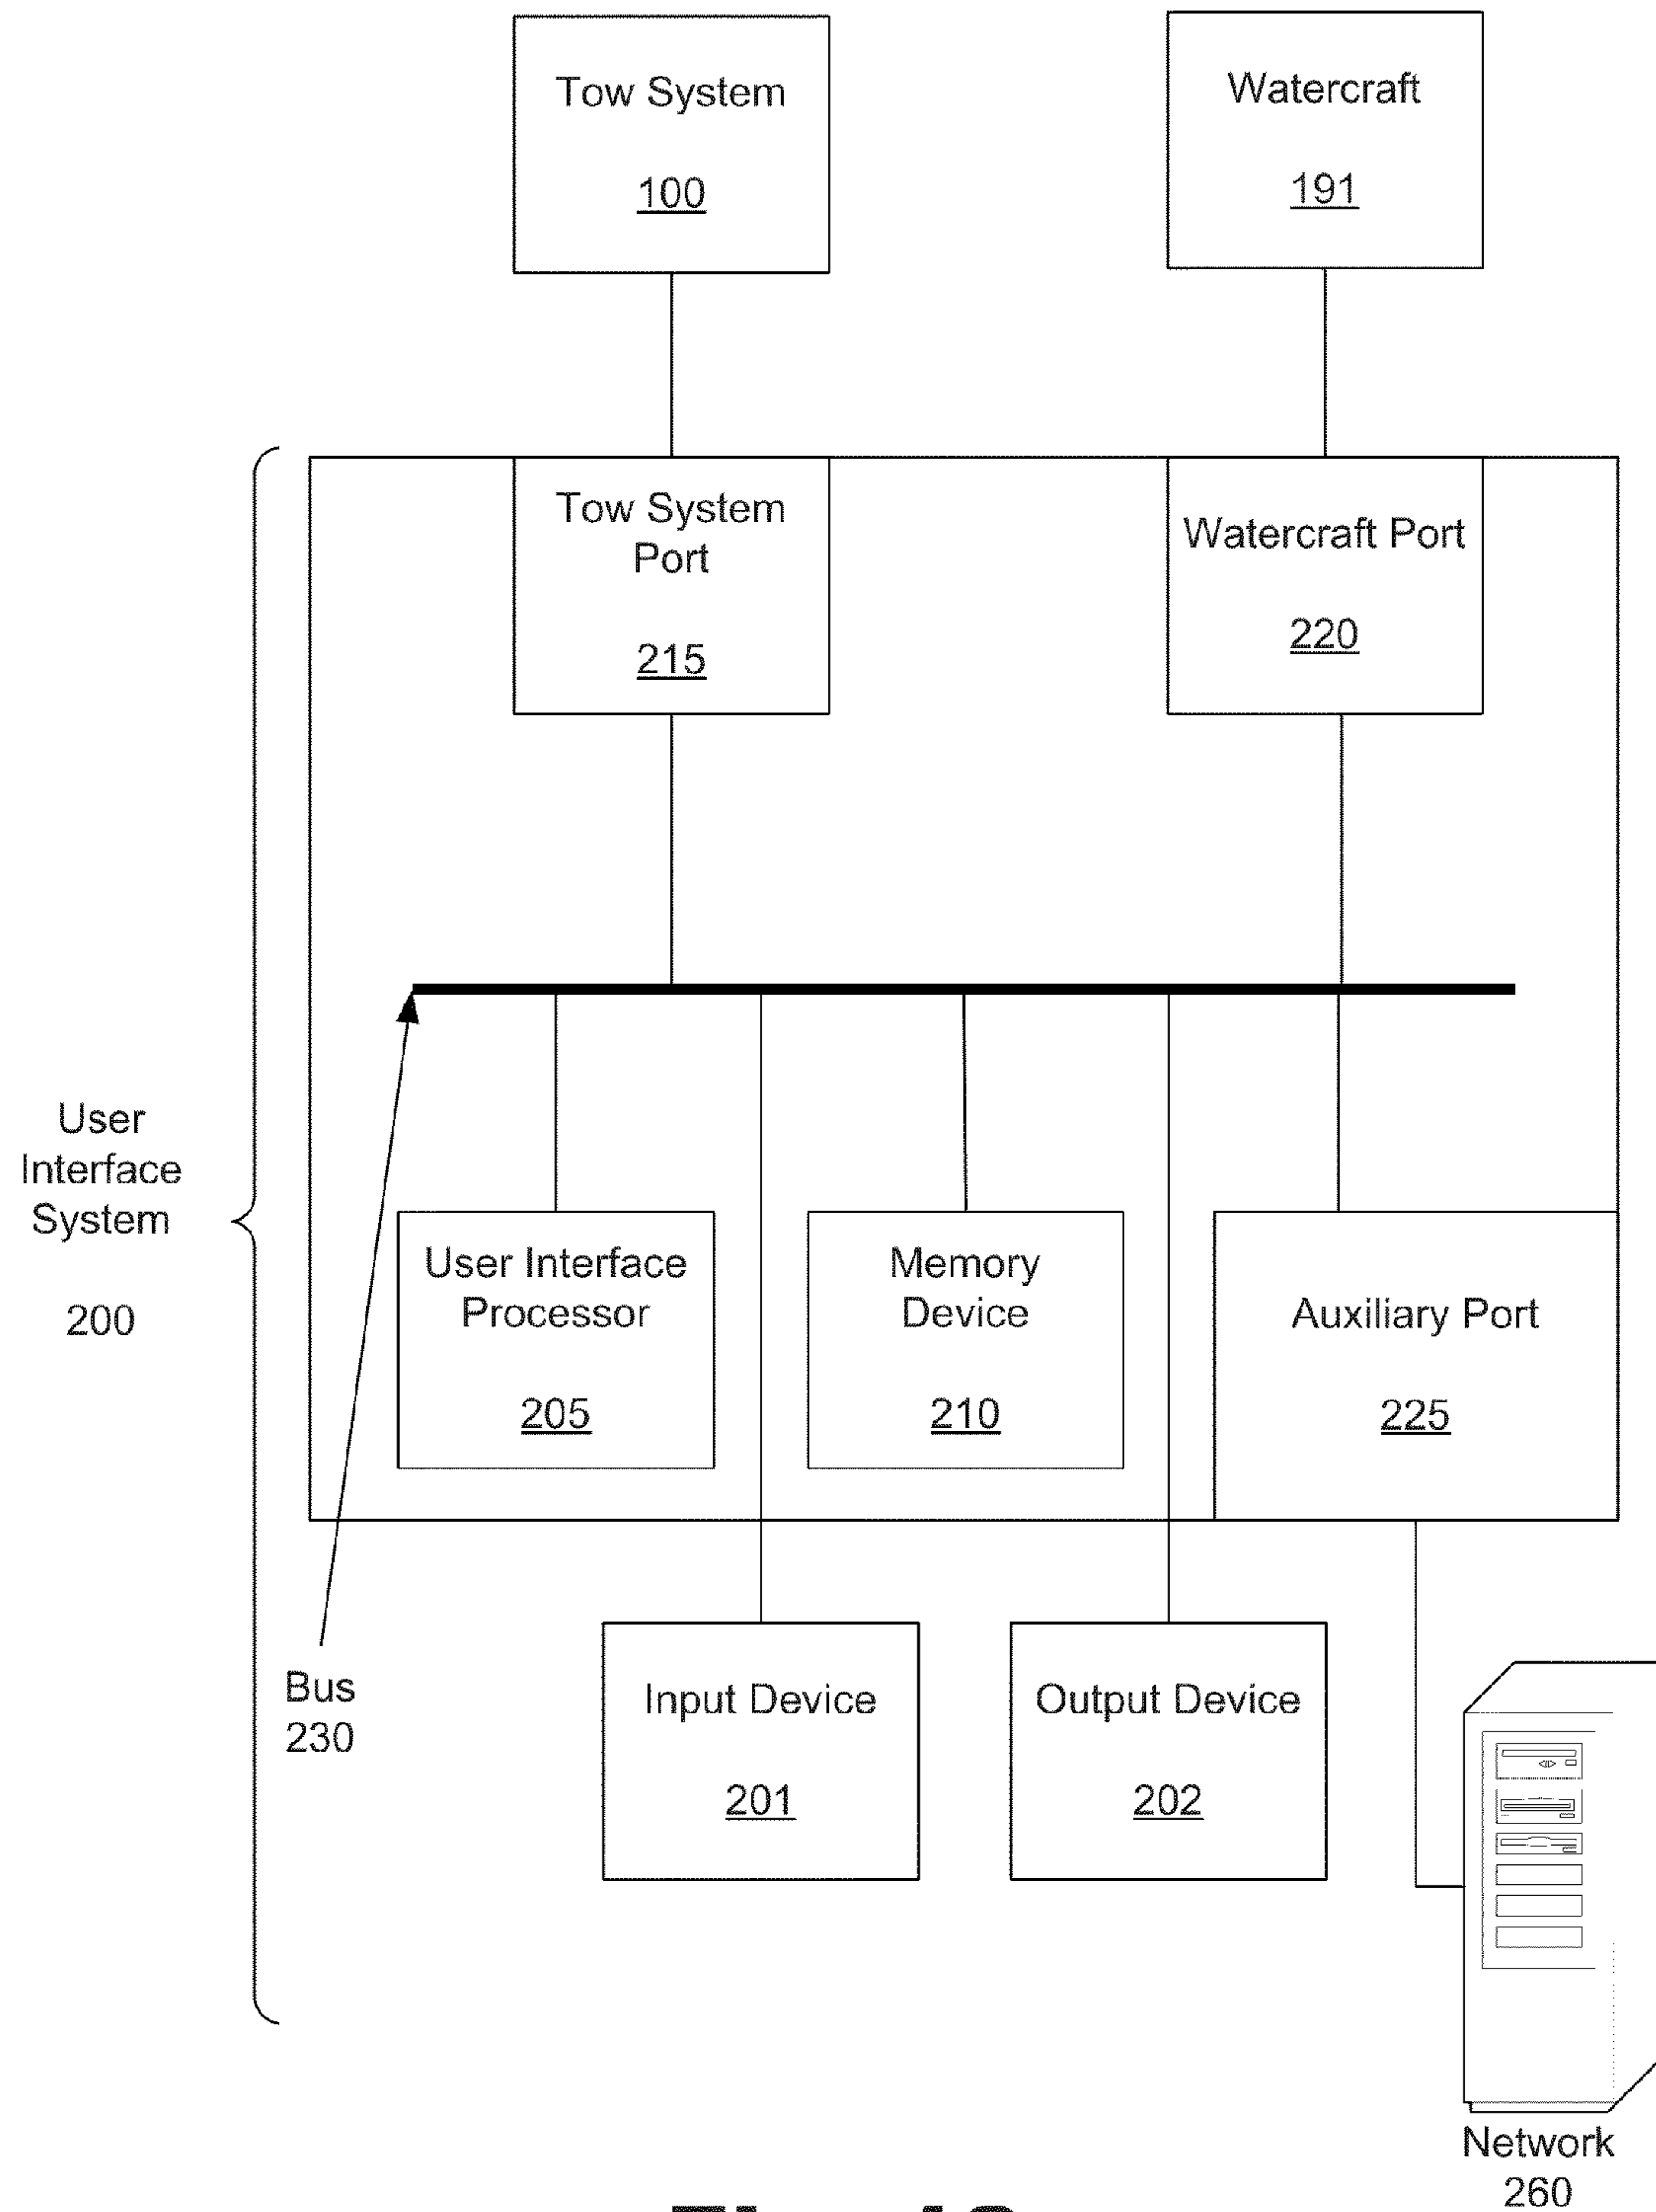 Tow System
100
Watercraft
191
Tow System
Port
215
Watercraft Port
220
User
Interface
System
200
User Interface
Processor
205
Memory
Device
210
Auxiliary Port
225
Bus
230
Input Device
201
Output Device
202
Network
260